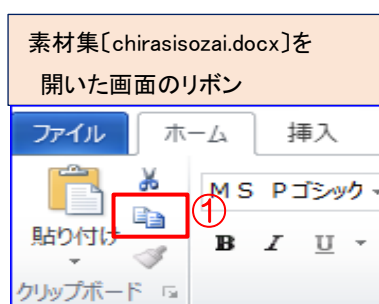 素材集〔chirasisozai.docx〕を
開いた画面のリボン
ファイル ホーム 挿入
ＭＳ Ｐゴシック
①
貼り付け
B I U
クリップボード